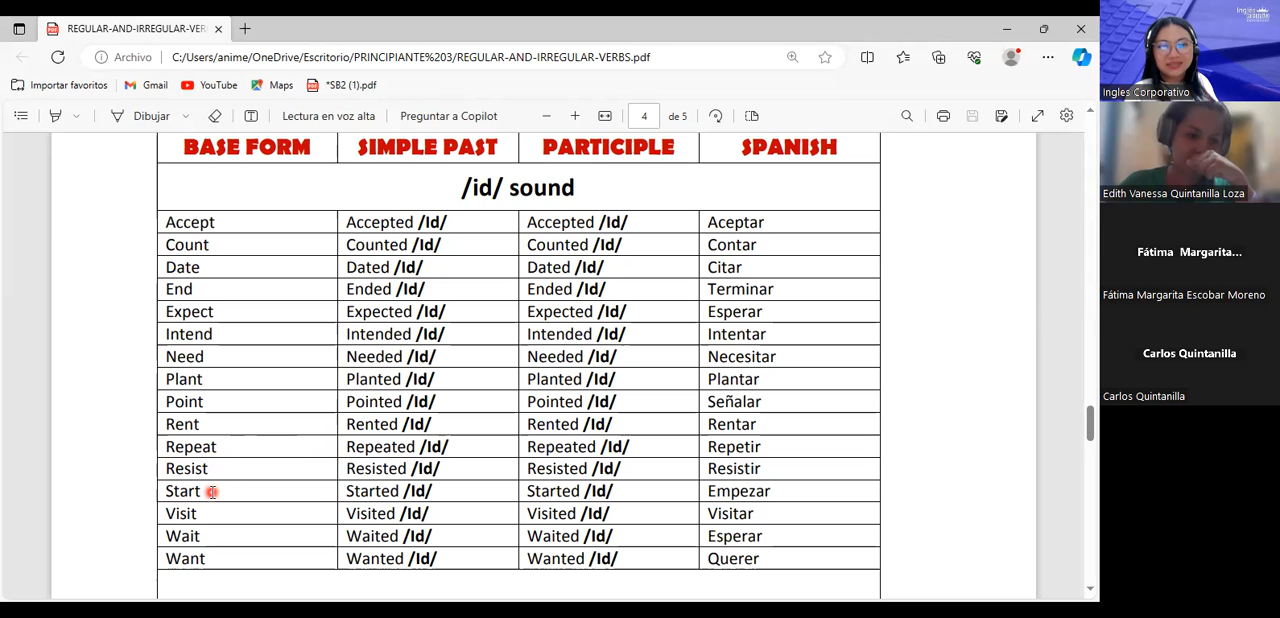 REGULAR-AND-IRREGULAR-VERB
Archivo C:/Users/anime/OneDrive/Escritorio/PRINCIPIANTE%203/REGULAR-AND-IRREGULAR-VERBS.pdf
Importar favoritos Gmail YouTube Maps *SB2 (1).pdf
Dibujar Lectura en voz alta Preguntar a Copilot 4 de 5
BASE FORM SIMPLE PAST PARTICIPLE SPANISH
/id/ sound
Accept Accepted /Id/ Accepted /Id/ Aceptar
Count Counted /Id/ Counted /Id/ Contar
Date Dated /Id/ Dated /Id/ Citar
End Ended /Id/ Ended /Id/ Terminar
Expect Expected /Id/ Expected /Id/ Esperar
Intend Intended /Id/ Intended /Id/ Intentar
Need Needed /Id/ Needed /Id/ Necesitar
Plant Planted /Id/ Planted /Id/ Plantar
Point Pointed /Id/ Pointed /Id/ Señalar
Rent Rented /Id/ Rented /Id/ Rentar
Repeat Repeated /Id/ Repeated /Id/ Repetir
Resist Resisted /Id/ Resisted /Id/ Resistir
Start Started /Id/ Started /Id/ Empezar
Visit Visited /Id/ Visited /Id/ Visitar
Wait Waited /Id/ Waited /Id/ Esperar
Want Wanted /Id/ Wanted /Id/ Querer
Ingles Corporativo
Edith Vanessa Quintanilla Loza
Fátima Margarita...
Fátima Margarita Escobar Moreno
Carlos Quintanilla
Carlos Quintanilla